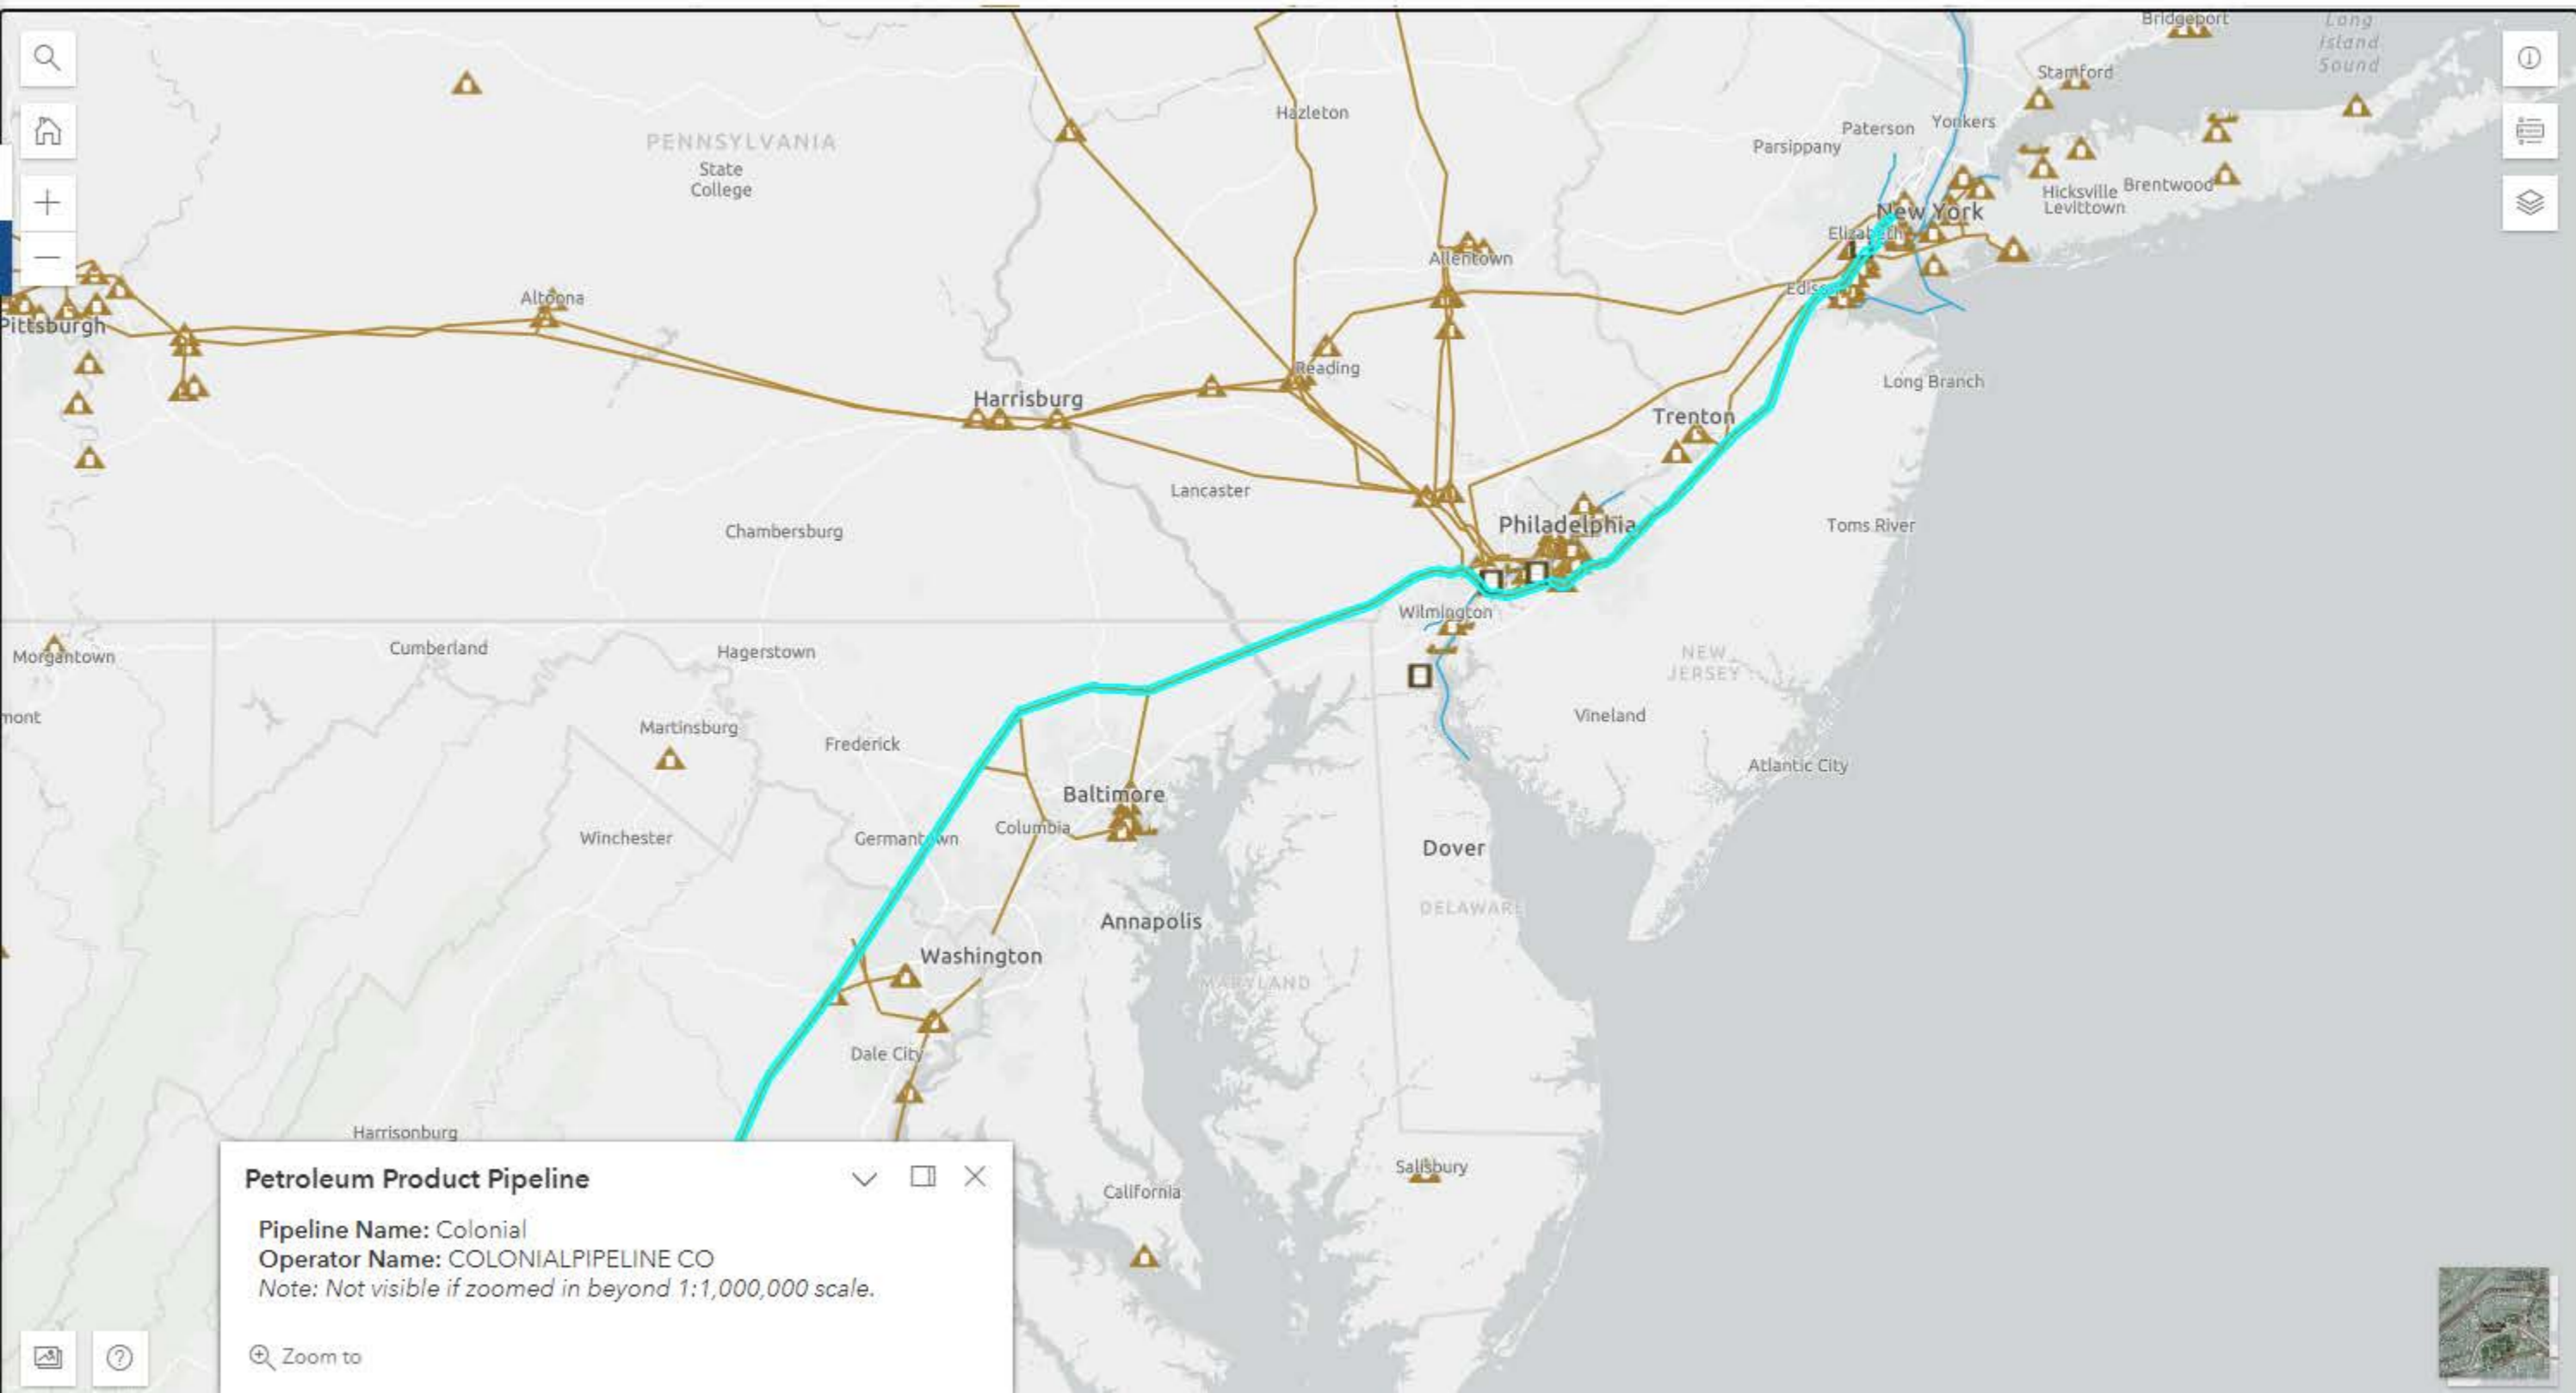 Bridgeport
Long
Island
Sound
Stamford
Hazleton
Paterson
Yonkers
PENNSYLVANIA
Parsippany
State
College
Hicksville
Brentwood
Levittown
New York
Elizabeth
Allentown
Altoona
Pittsburgh
Reading
Long Branch
Harrisburg
Trenton
Lancaster
Philadelphia
Toms River
Chambersburg
Wilmington
Morgantown
Cumberland
Hagerstown
NEW
JERSEY
mont
Martinsburg
Frederick
Vineland
Atlantic City
Baltimore
Winchester
Germantown
Columbia
Dover
DELAWARE
Annapolis
Washington
MARYLAND
Dale City
Harrisonburg
Salisbury
California
Petroleum Product Pipeline
Pipeline Name: Colonial
Operator Name: COLONIALPIPELINE CO
Note: Not visible if zoomed in beyond 1:1,000,000 scale.
Zoom to